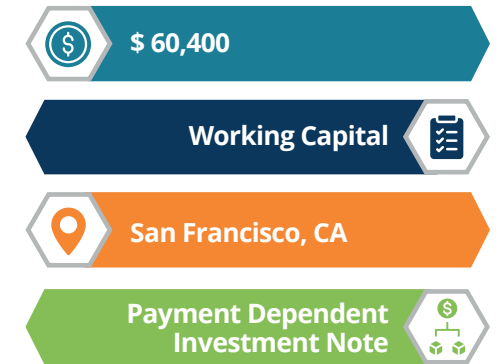 $ 60,400
Working Capital
San Francisco, CA
Payment Dependent
Investment Note